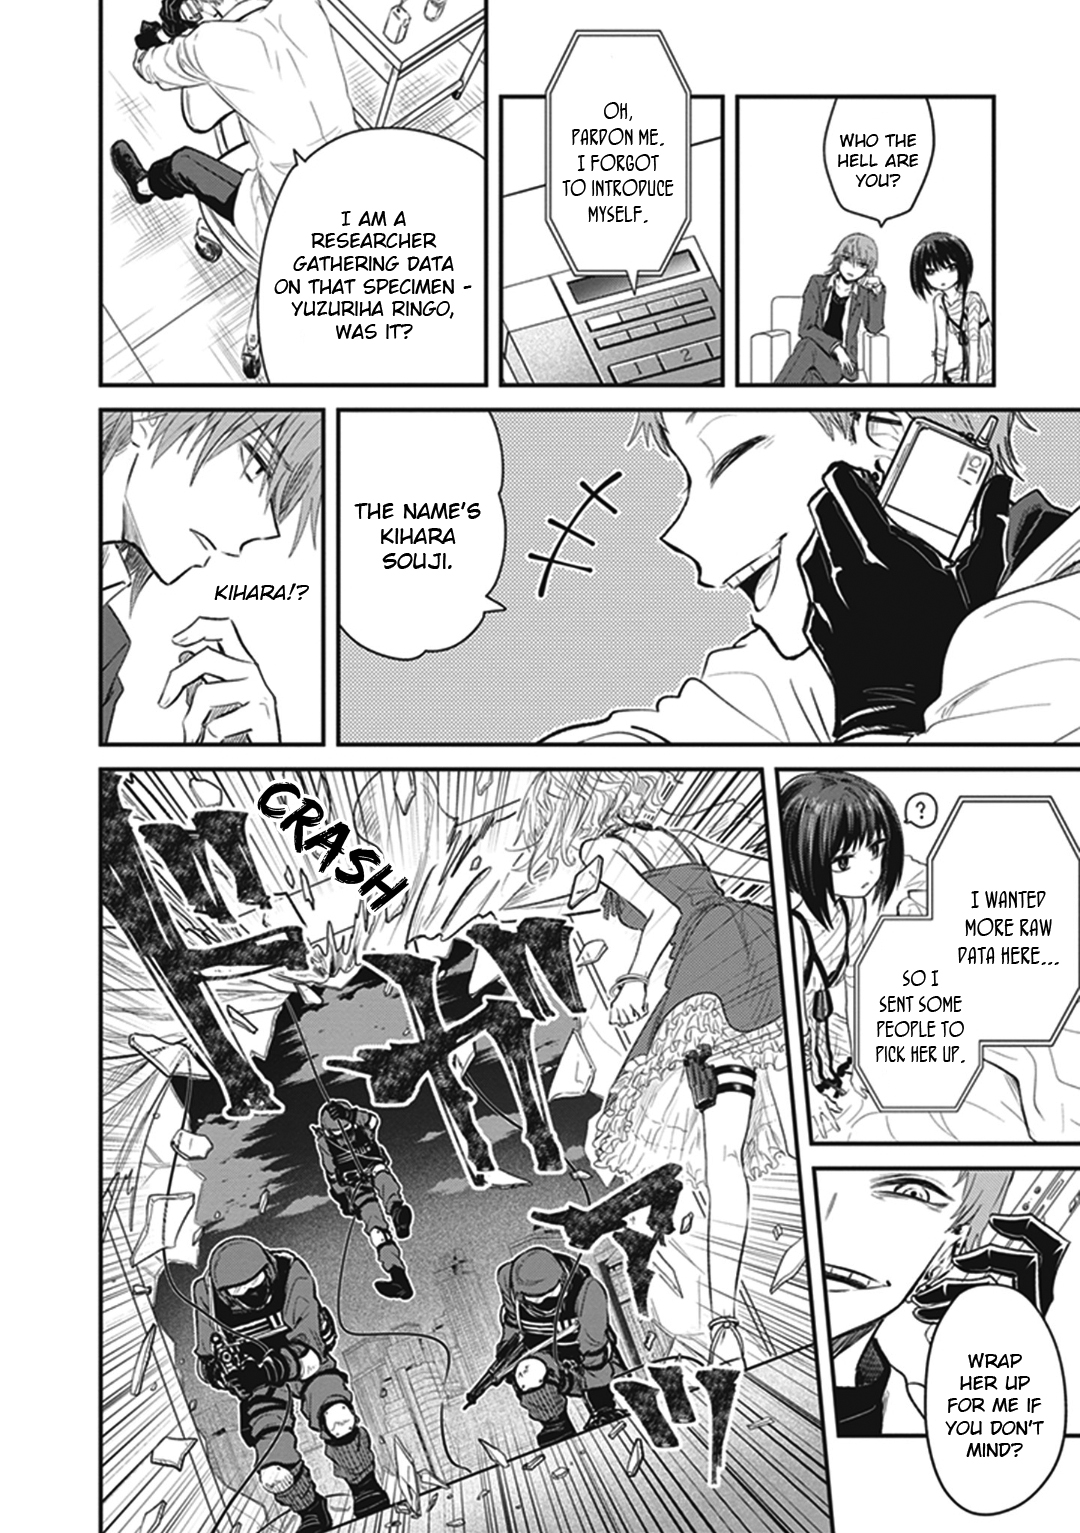 WHO THE
HELL ARE
YOU?
OH,
PARDON ME.
I FORGOT
TO INTRODUCE
MYSELF.
2
I AM A
RESEARCHER
GATHERING DATA
ON THAT SPECIMEN -
YUZURIHA RINGO,
WAS IT?
THE NAME'S
KIHARA
SOUJI.
KIHARA!?
?
I WANTED
MORE RAW
DATA HERE...
SO I
SENT SOME
PEOPLE TO
PICK HER UP.
WRAP
HER UP
FOR ME IF
YOU DON'T
MIND?
CRASH